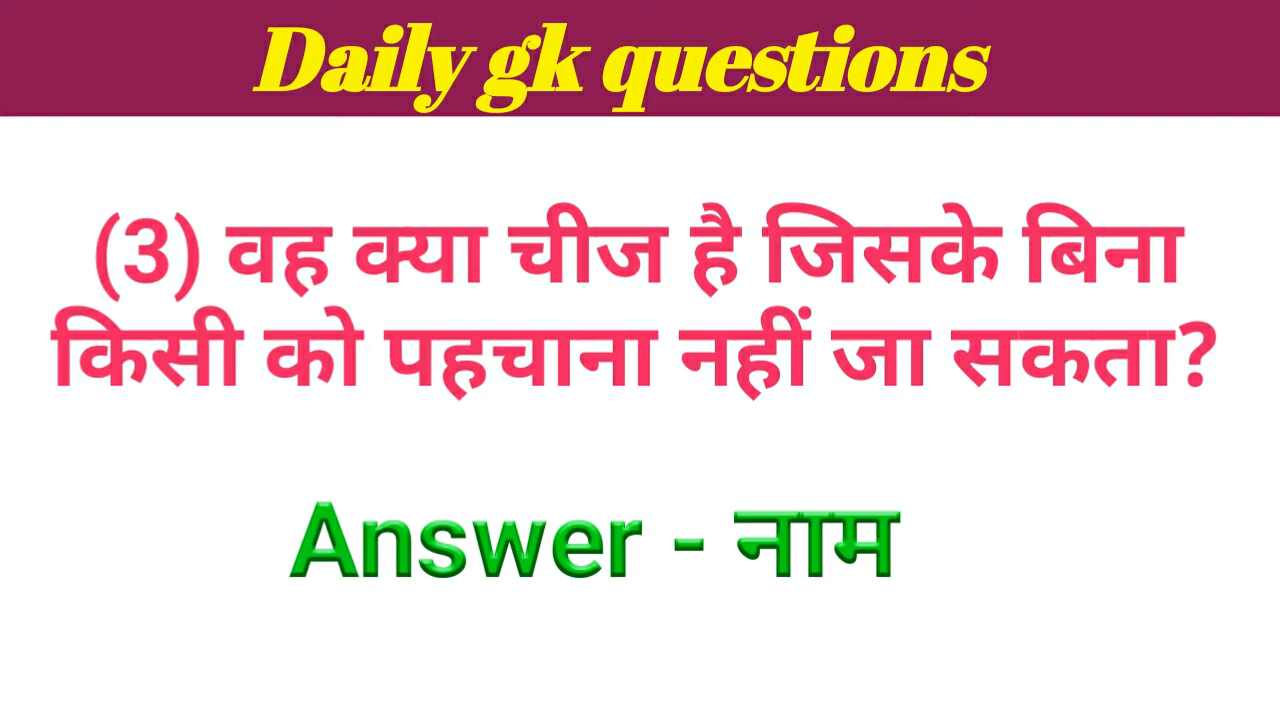 Daily gk questions
(3) वह क्या चीज है जिसके बिना
किसी को पहचाना नहीं जा सकता?
Answer - नाम